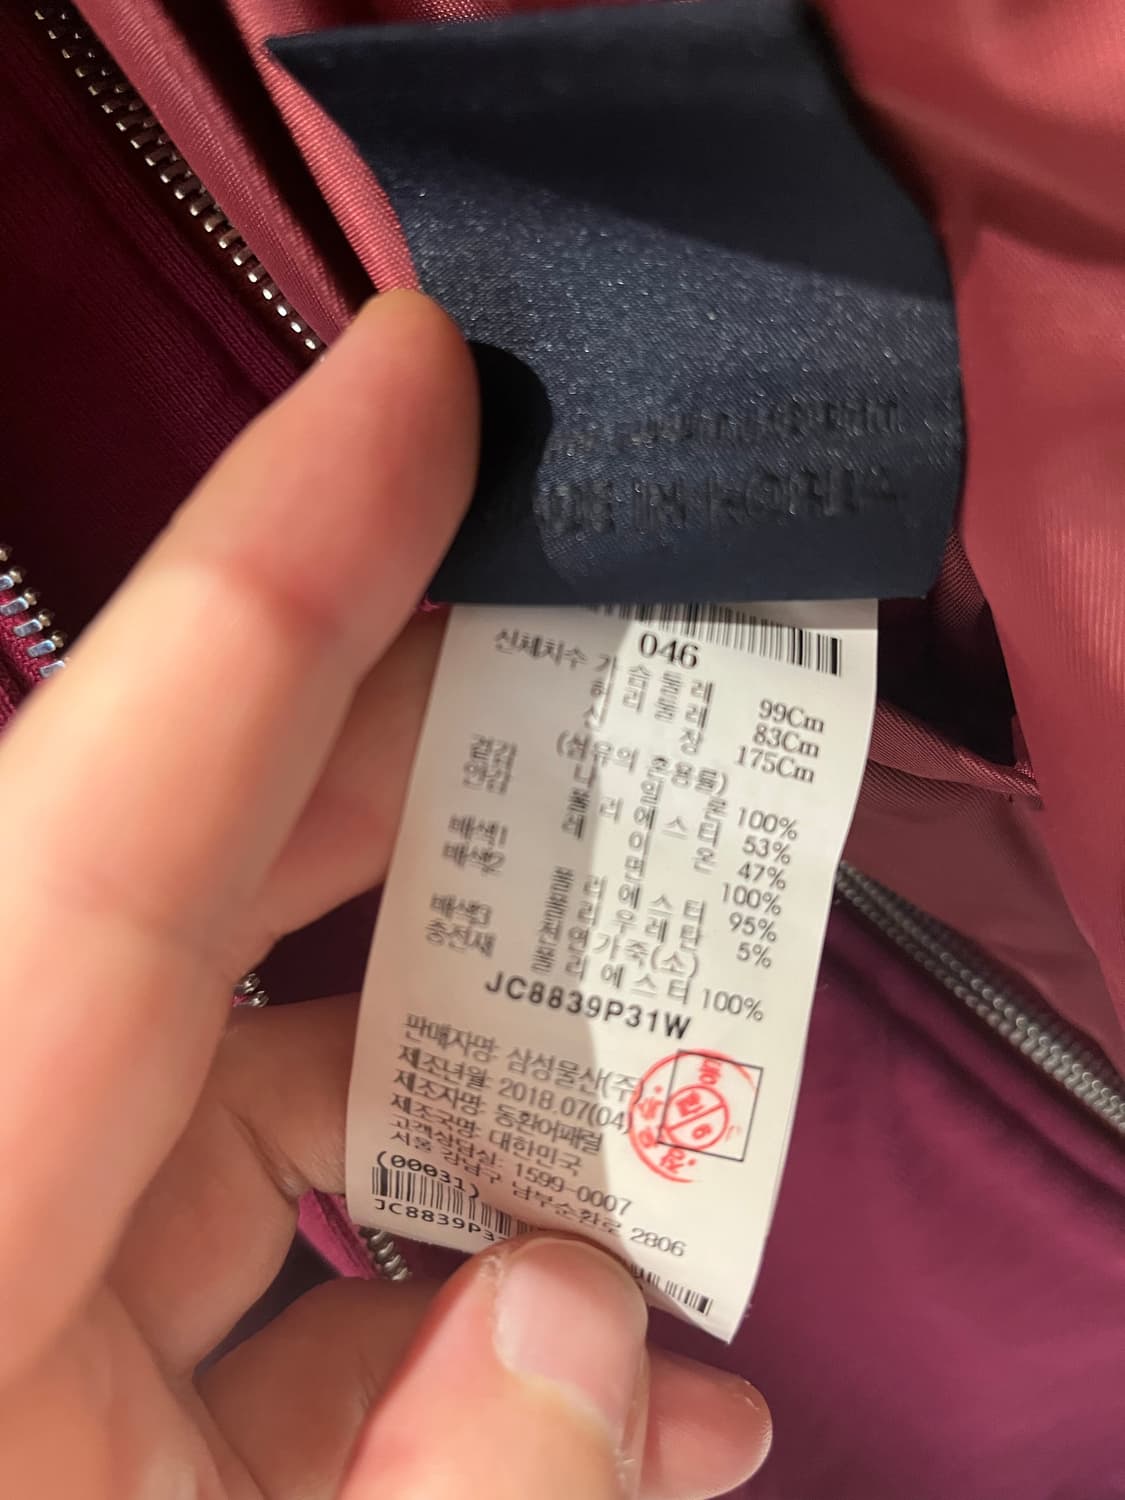 046
신체치수 가슴둘레 99Cm
허리둘레 83Cm
신장 175Cm
(섬유의 혼용률)
겉감 나일론 100%
안감 폴리에스터 53%
레이온 47%
배색1 100%
배색2 폴리에스터 95%
폴리우레탄 5%
배색3 천연가죽(소)
충전재 폴리에스터 100%
JC8839P31W
판매자명: 삼성물산(주)
제조년월: 2018.07(04)
제조자명: 동환어패럴
제조국명: 대한민국
고객상담실: 1599-0007
서울 강남구 남부순환로 2806
(00031)
JC8839P3